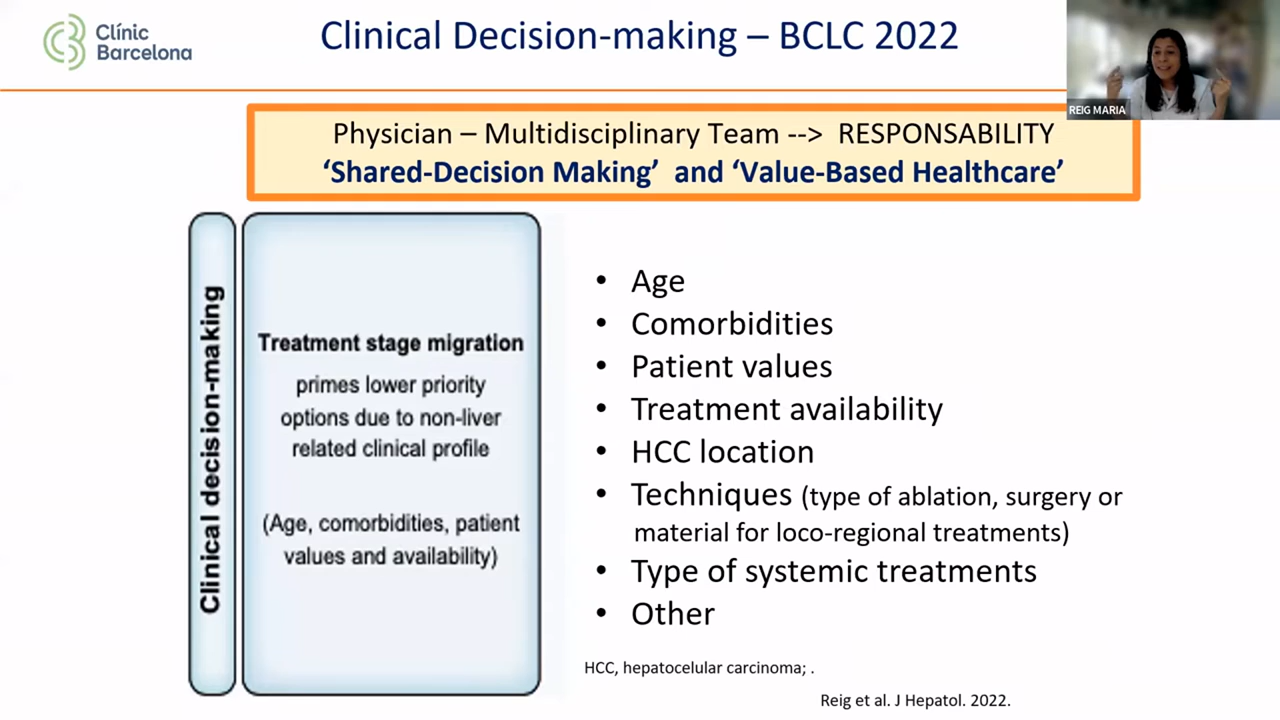 Clínic
Barcelona
Clinical Decision-making – BCLC 2022
REIG MARIA
Physician – Multidisciplinary Team --> RESPONSABILITY
‘Shared-Decision Making’ and ‘Value-Based Healthcare’
Clinical decision-making
Treatment stage migration
primes lower priority
options due to non-liver
related clinical profile
(Age, comorbidities, patient
values and availability)
• Age
• Comorbidities
• Patient values
• Treatment availability
• HCC location
• Techniques (type of ablation, surgery or
material for loco-regional treatments)
• Type of systemic treatments
• Other
HCC, hepatocelular carcinoma; .
Reig et al. J Hepatol. 2022.